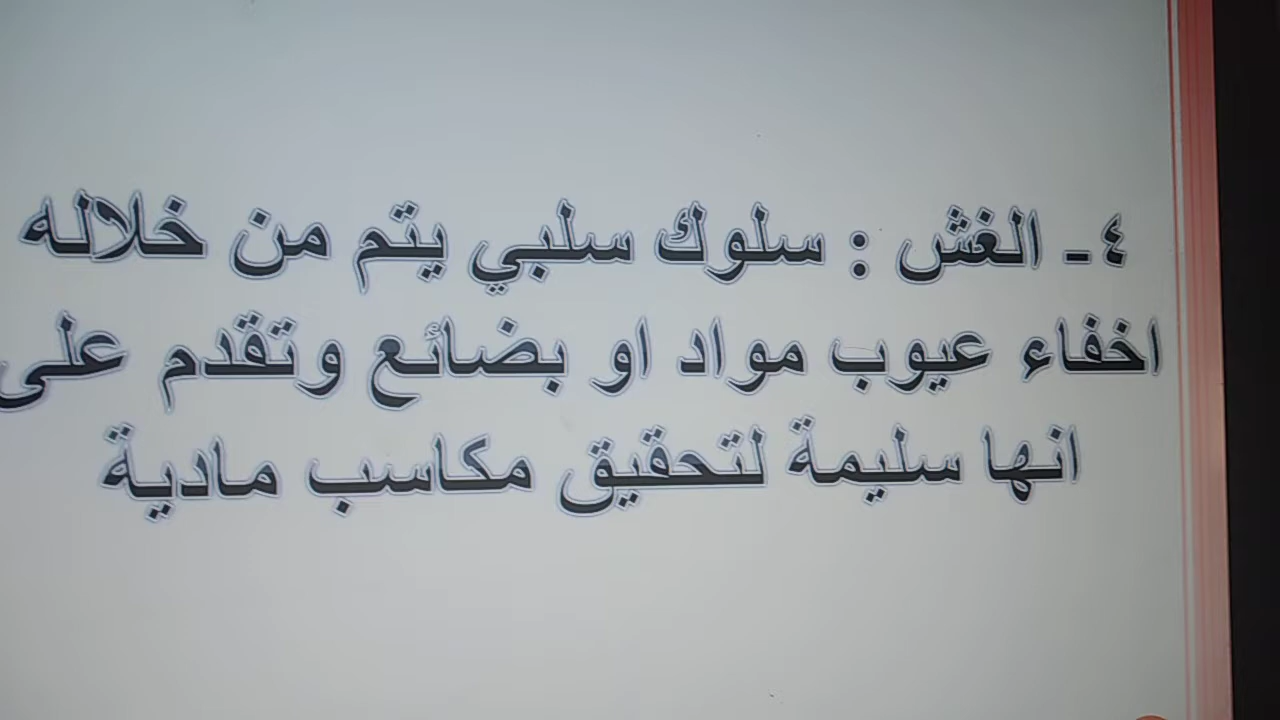 ٤- الغش : سلوك سلبي يتم من خلاله
اخفاء عيوب مواد او بضائع وتقدم على
انها سليمة لتحقيق مكاسب مادية